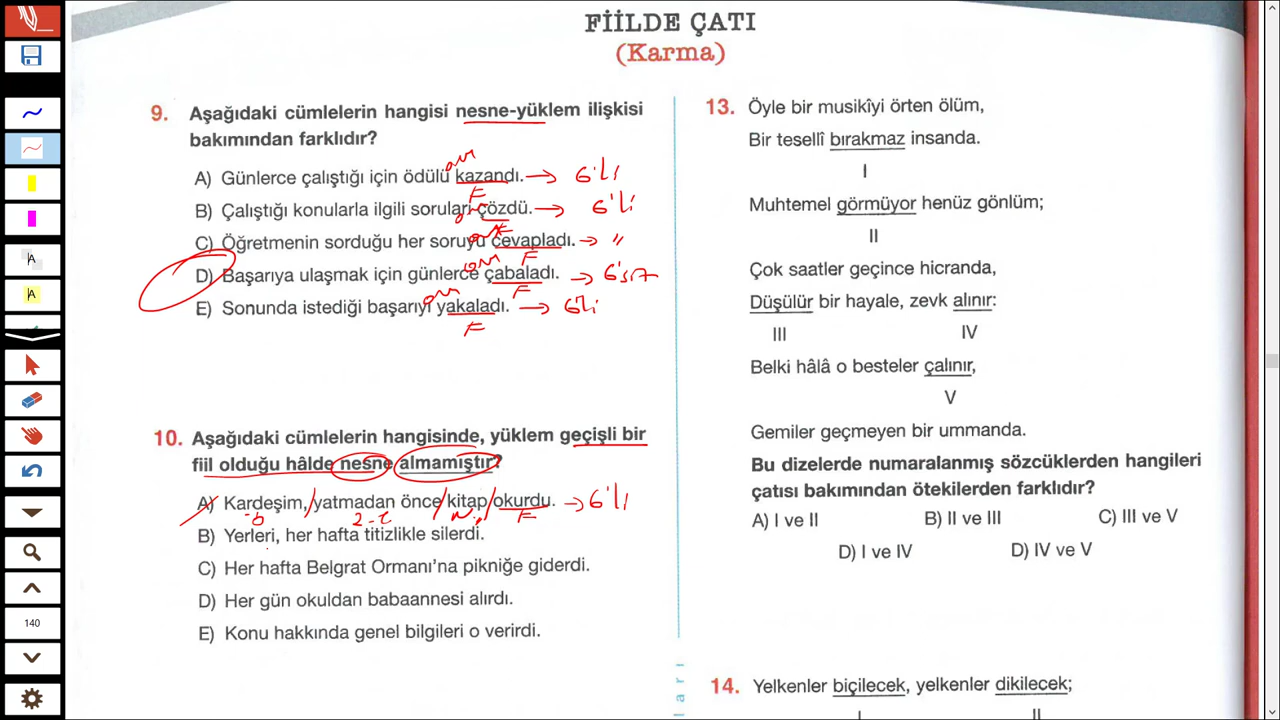 FİİLDE ÇATI
(Karma)
9. Aşağıdaki cümlelerin hangisi nesne-yüklem ilişkisi
bakımından farklıdır?
A) Günlerce çalıştığı için ödülü kazandı. → G'li
F
B) Çalıştığı konularla ilgili soruları çözdü. → G'li
F
C) Öğretmenin sorduğu her soruyu cevapladı. → "
F
D) Başarıya ulaşmak için günlerce çabaladı. → G'siz
F
E) Sonunda istediği başarıyı yakaladı. → G'li
F
10. Aşağıdaki cümlelerin hangisinde, yüklem geçişli bir
fiil olduğu hâlde nesne almamıştır?
A) Kardeşim, / yatmadan önce / kitap / okurdu. → G'li
F
B) Yerleri, her hafta titizlikle silerdi.
C) Her hafta Belgrat Ormanı'na pikniğe giderdi.
D) Her gün okuldan babaannesi alırdı.
E) Konu hakkında genel bilgileri o verirdi.
13. Öyle bir musikîyi örten ölüm,
Bir tesellî bırakmaz insanda.
I
Muhtemel görmüyor henüz gönlüm;
II
Çok saatler geçince hicranda,
Düşülür bir hayale, zevk alınır:
III IV
Belki hâlâ o besteler çalınır,
V
Gemiler geçmeyen bir ummanda.
Bu dizelerde numaralanmış sözcüklerden hangileri
çatısı bakımından ötekilerden farklıdır?
A) I ve II B) II ve III C) III ve V
D) I ve IV D) IV ve V
14. Yelkenler biçilecek, yelkenler dikilecek;
I II
A
A
140